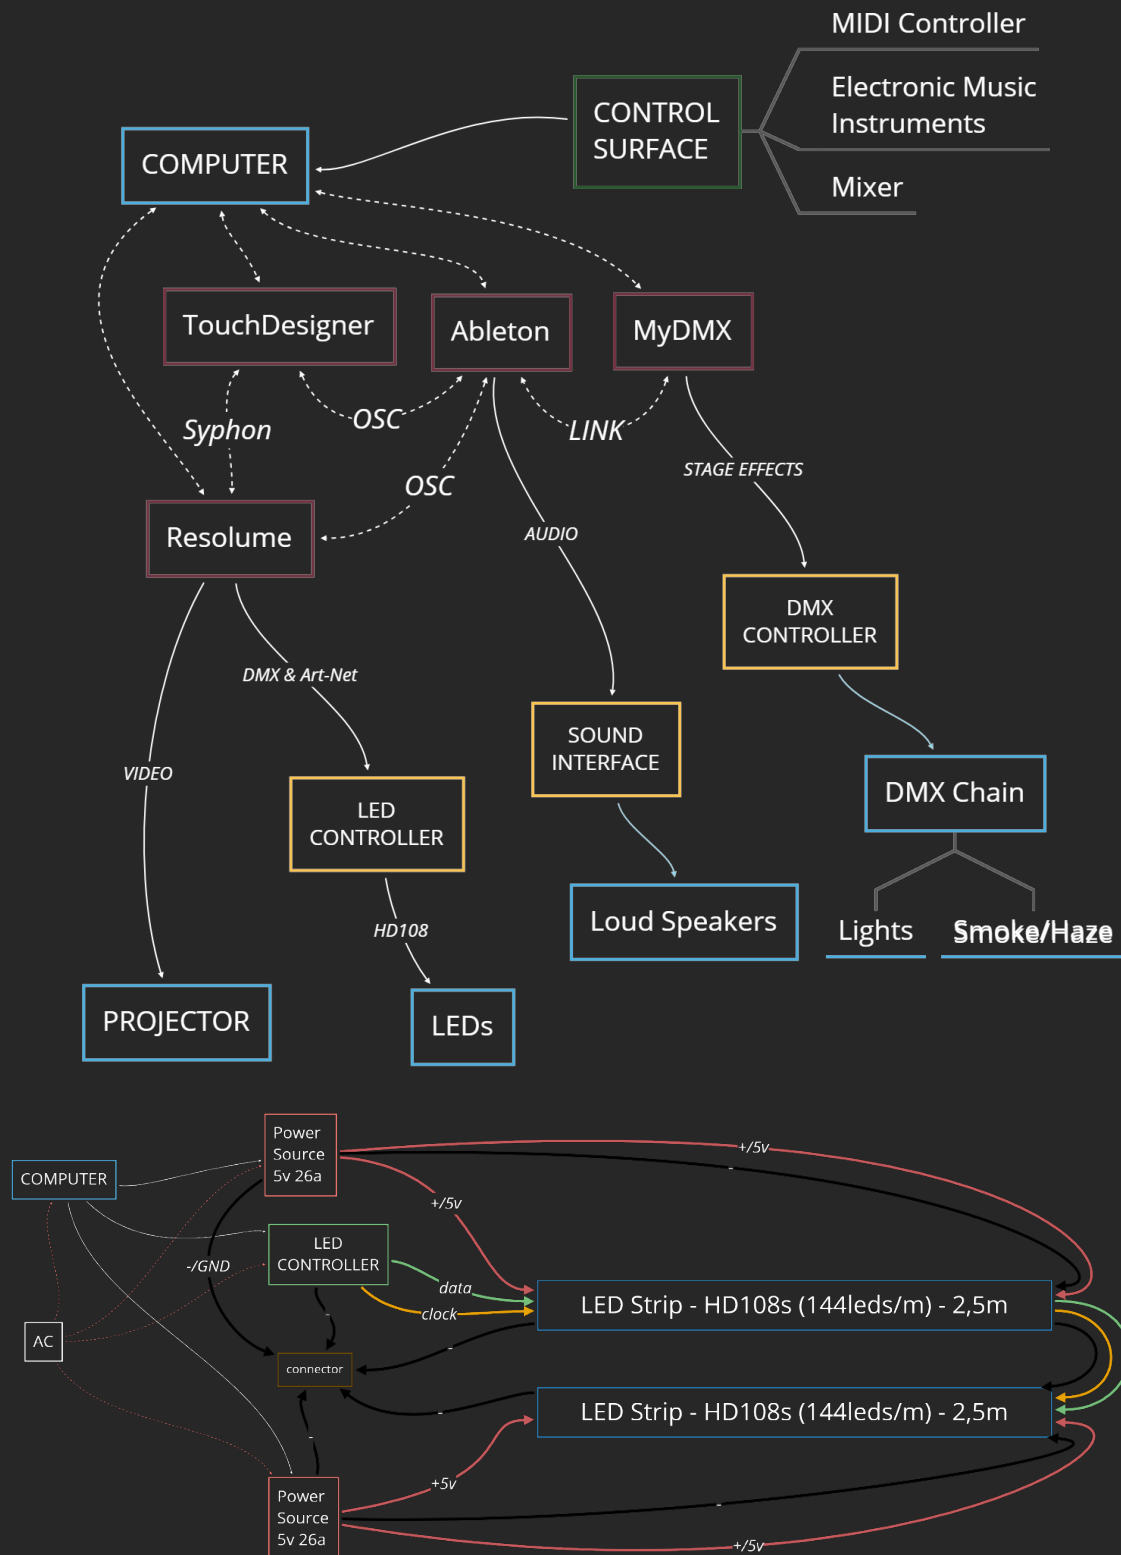 MIDI Controller
Electronic Music
Instruments
Mixer
CONTROL
SURFACE
COMPUTER
TouchDesigner
Ableton
MyDMX
Syphon
OSC
LINK
OSC
STAGE EFFECTS
Resolume
AUDIO
DMX
CONTROLLER
DMX & Art-Net
VIDEO
SOUND
INTERFACE
LED
CONTROLLER
DMX Chain
Loud Speakers
HD108
Lights
Smoke/Haze
Smoke/Haze
PROJECTOR
LEDs
Power
Source
5v 26a
COMPUTER
+/5v
-
+/5v
LED
CONTROLLER
-/GND
data
clock
-
LED Strip - HD108s (144leds/m) - 2,5m
AC
connector
-
LED Strip - HD108s (144leds/m) - 2,5m
-
-
+5v
Power
Source
5v 26a
-
+/5v